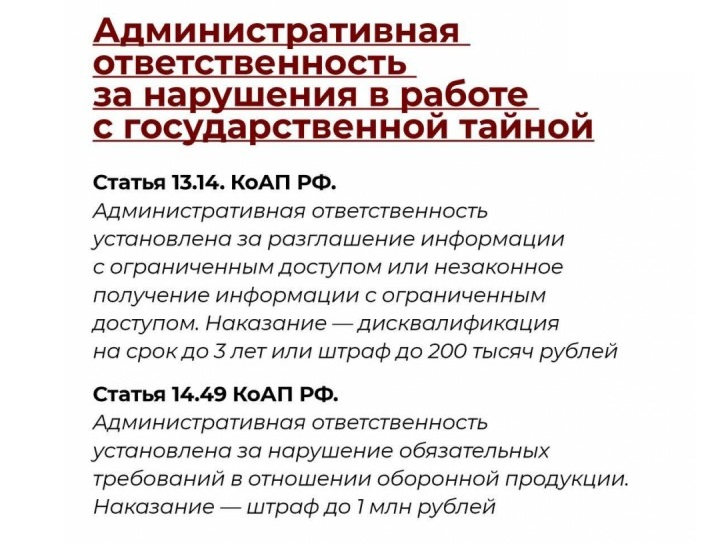 Административная
ответственность
за нарушения в работе
с государственной тайной
Статья 13.14. КоАП РФ.
Административная ответственность
установлена за разглашение информации
с ограниченным доступом или незаконное
получение информации с ограниченным
доступом. Наказание — дисквалификация
на срок до 3 лет или штраф до 200 тысяч рублей
Статья 14.49 КоАП РФ.
Административная ответственность
установлена за нарушение обязательных
требований в отношении оборонной продукции.
Наказание — штраф до 1 млн рублей